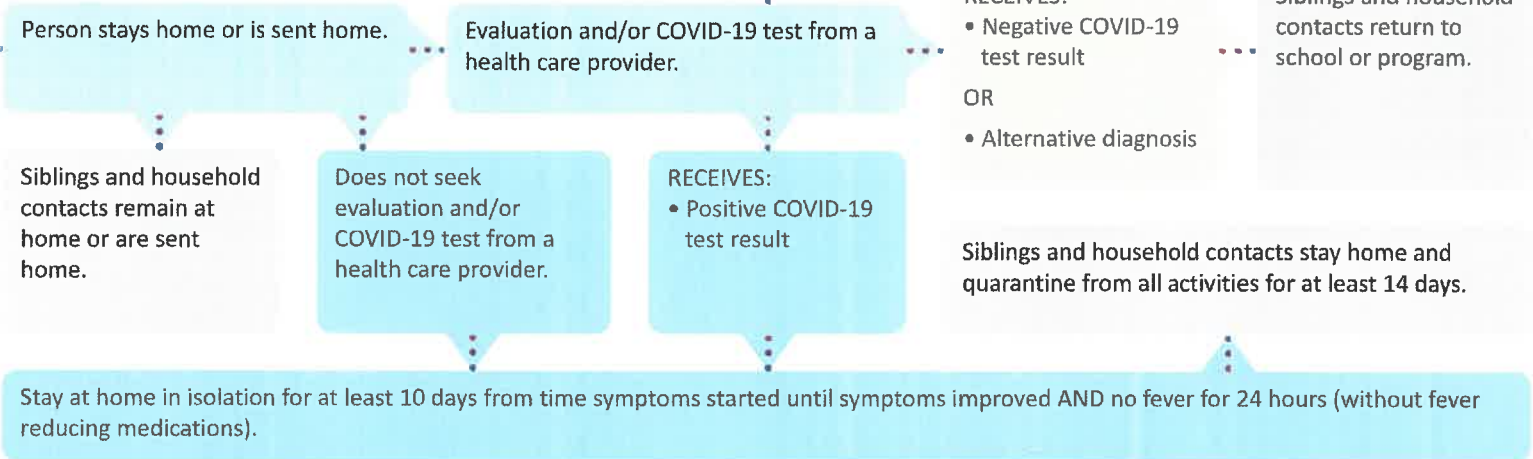 Person stays home or is sent home.
Evaluation and/or COVID-19 test from a
health care provider.
RECEIVES:
• Negative COVID-19
test result
OR
• Alternative diagnosis
Siblings and household
contacts return to
school or program.
Siblings and household
contacts remain at
home or are sent
home.
Does not seek
evaluation and/or
COVID-19 test from a
health care provider.
RECEIVES:
• Positive COVID-19
test result
Siblings and household contacts stay home and
quarantine from all activities for at least 14 days.
Stay at home in isolation for at least 10 days from time symptoms started until symptoms improved AND no fever for 24 hours (without fever
reducing medications).